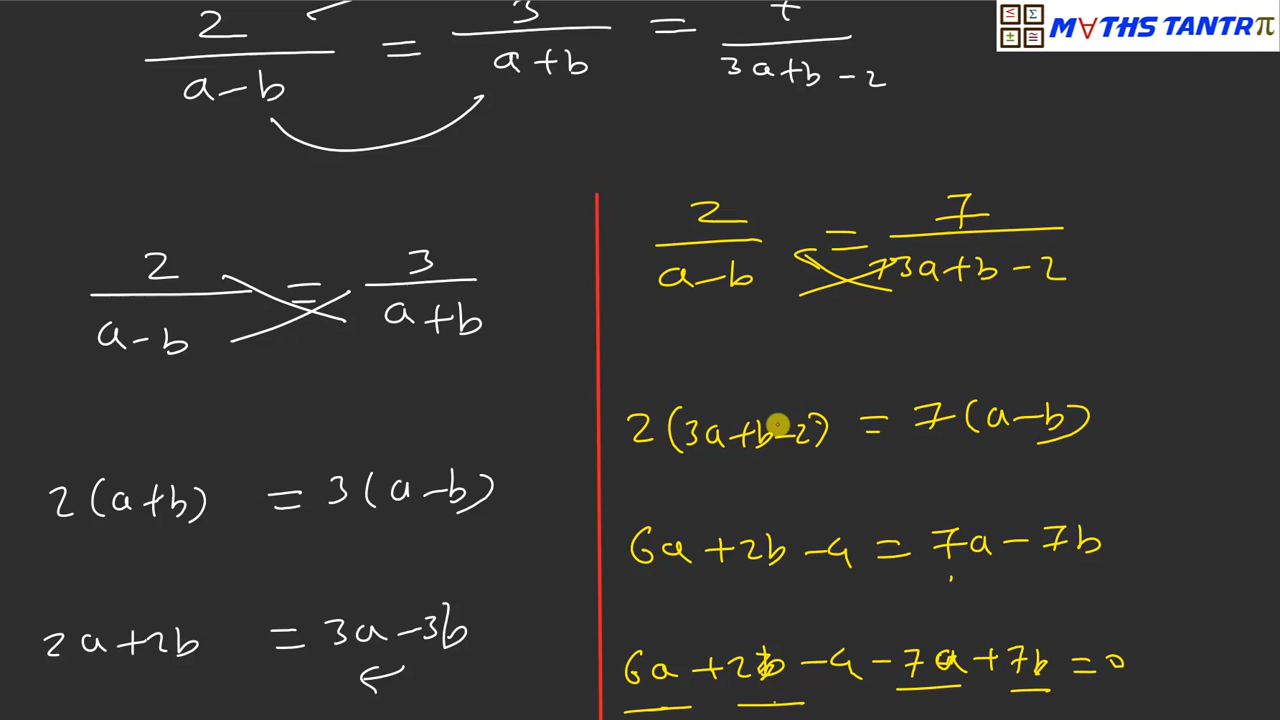 M∀THS TANTRπ
2/(a-b) = 3/(a+b) = 7/(3a+b-2)
2/(a-b) = 3/(a+b)
2(a+b) = 3(a-b)
2a+2b = 3a-3b
2/(a-b) = 7/(3a+b-2)
2(3a+b-2) = 7(a-b)
6a+2b-4 = 7a-7b
6a+2b-4-7a+7b=0